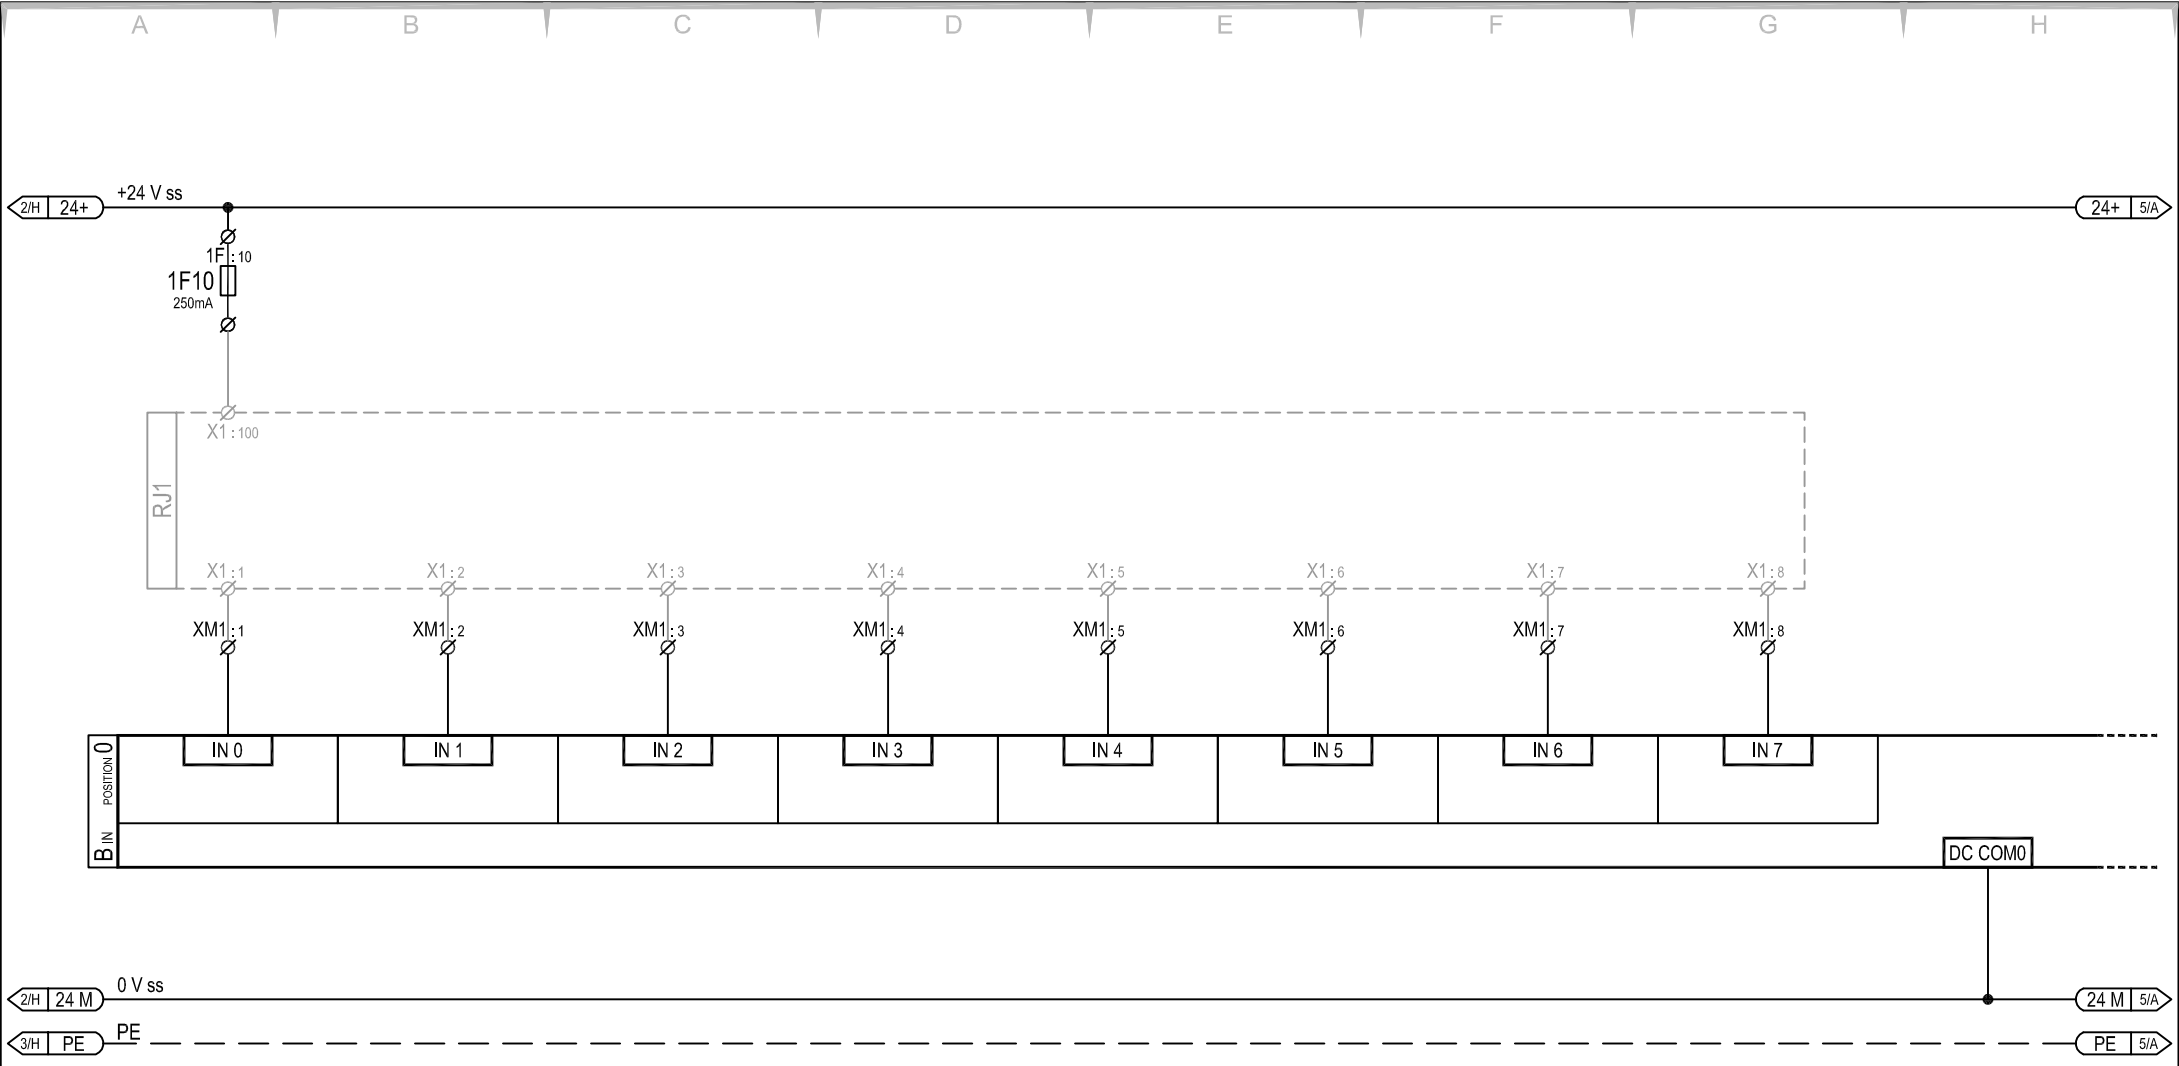 A B C D E F G H
+24 V ss
2/H 24+ 24+ 5/A
1F:10
1F10
250mA
X1:100
RJ1
X1:1 X1:2 X1:3 X1:4 X1:5 X1:6 X1:7 X1:8
XM1:1 XM1:2 XM1:3 XM1:4 XM1:5 XM1:6 XM1:7 XM1:8
B IN POSITION 0
IN 0 IN 1 IN 2 IN 3 IN 4 IN 5 IN 6 IN 7
DC COM0
0 V ss
2/H 24 M 24 M 5/A
PE
3/H PE PE 5/A